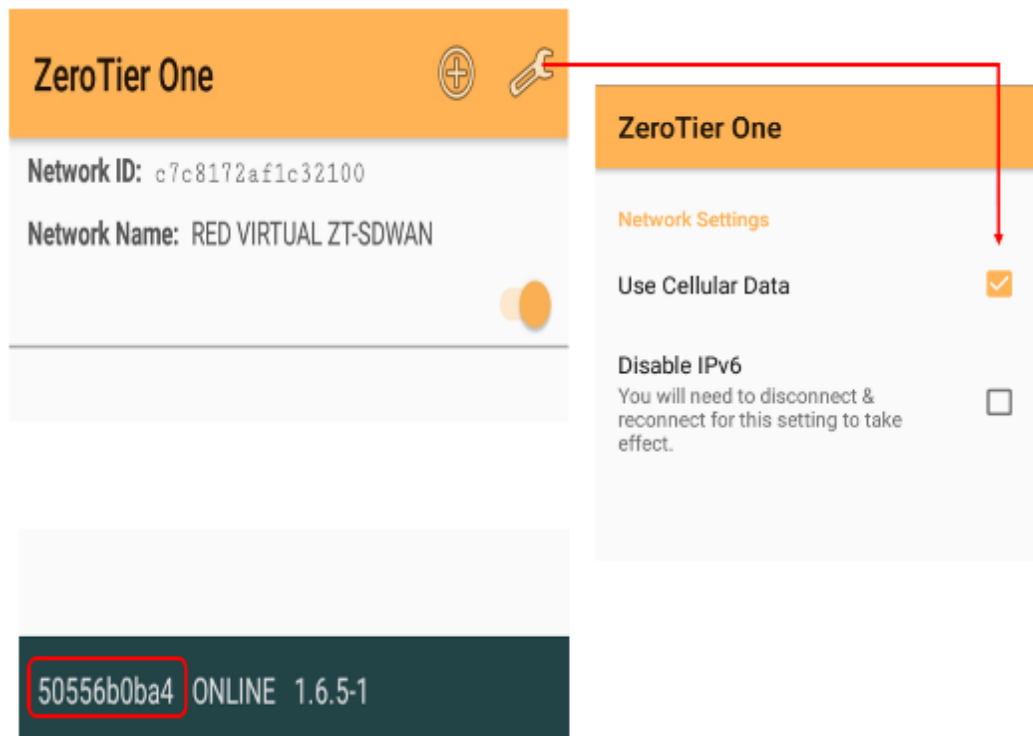 ZeroTier One
Network ID: c7c8172af1c32100
Network Name: RED VIRTUAL ZT-SDWAN
ZeroTier One
Network Settings
Use Cellular Data
Disable IPv6
You will need to disconnect &
reconnect for this setting to take
effect.
50556b0ba4 ONLINE 1.6.5-1